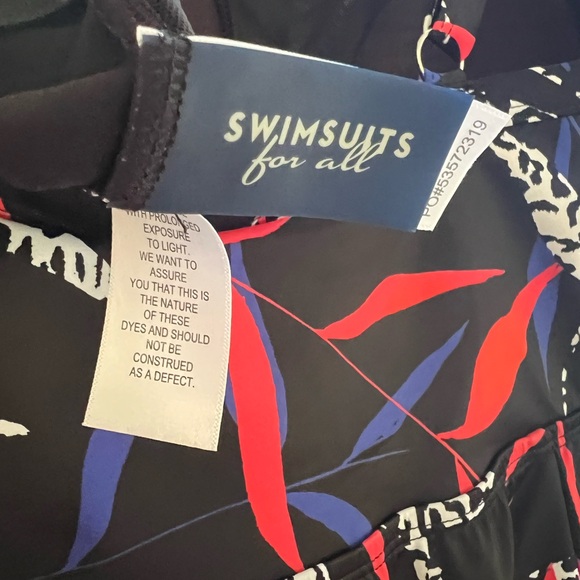 SWIMSUITS
for all
PO#53572319
WITH PROLONGED
EXPOSURE
TO LIGHT.
WE WANT TO
ASSURE
YOU THAT THIS IS
THE NATURE
OF THESE
DYES AND SHOULD
NOT BE
CONSTRUED
AS A DEFECT.